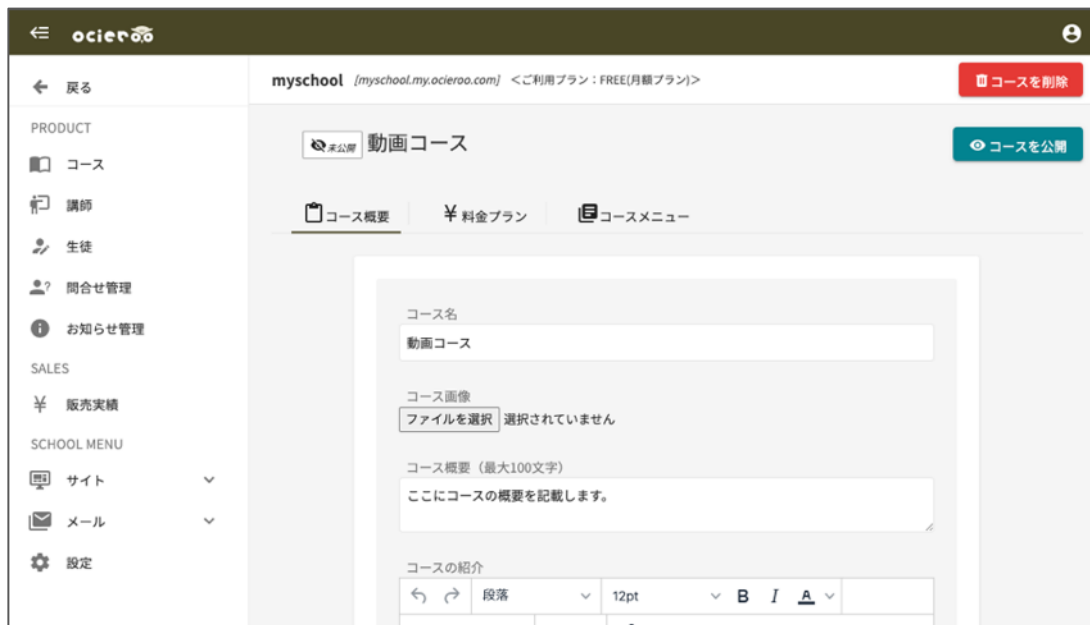 ocieroo
戻る
myschool [myschool.my.ocieroo.com] <ご利用プラン：FREE(月額プラン)>
コースを削除
PRODUCT
コース
講師
生徒
問合せ管理
お知らせ管理
SALES
¥ 販売実績
SCHOOL MENU
サイト
メール
設定
未公開 動画コース
コースを公開
コース概要
¥ 料金プラン
コースメニュー
コース名
動画コース
コース画像
ファイルを選択 選択されていません
コース概要（最大100文字）
ここにコースの概要を記載します。
コースの紹介
段落 12pt B I A